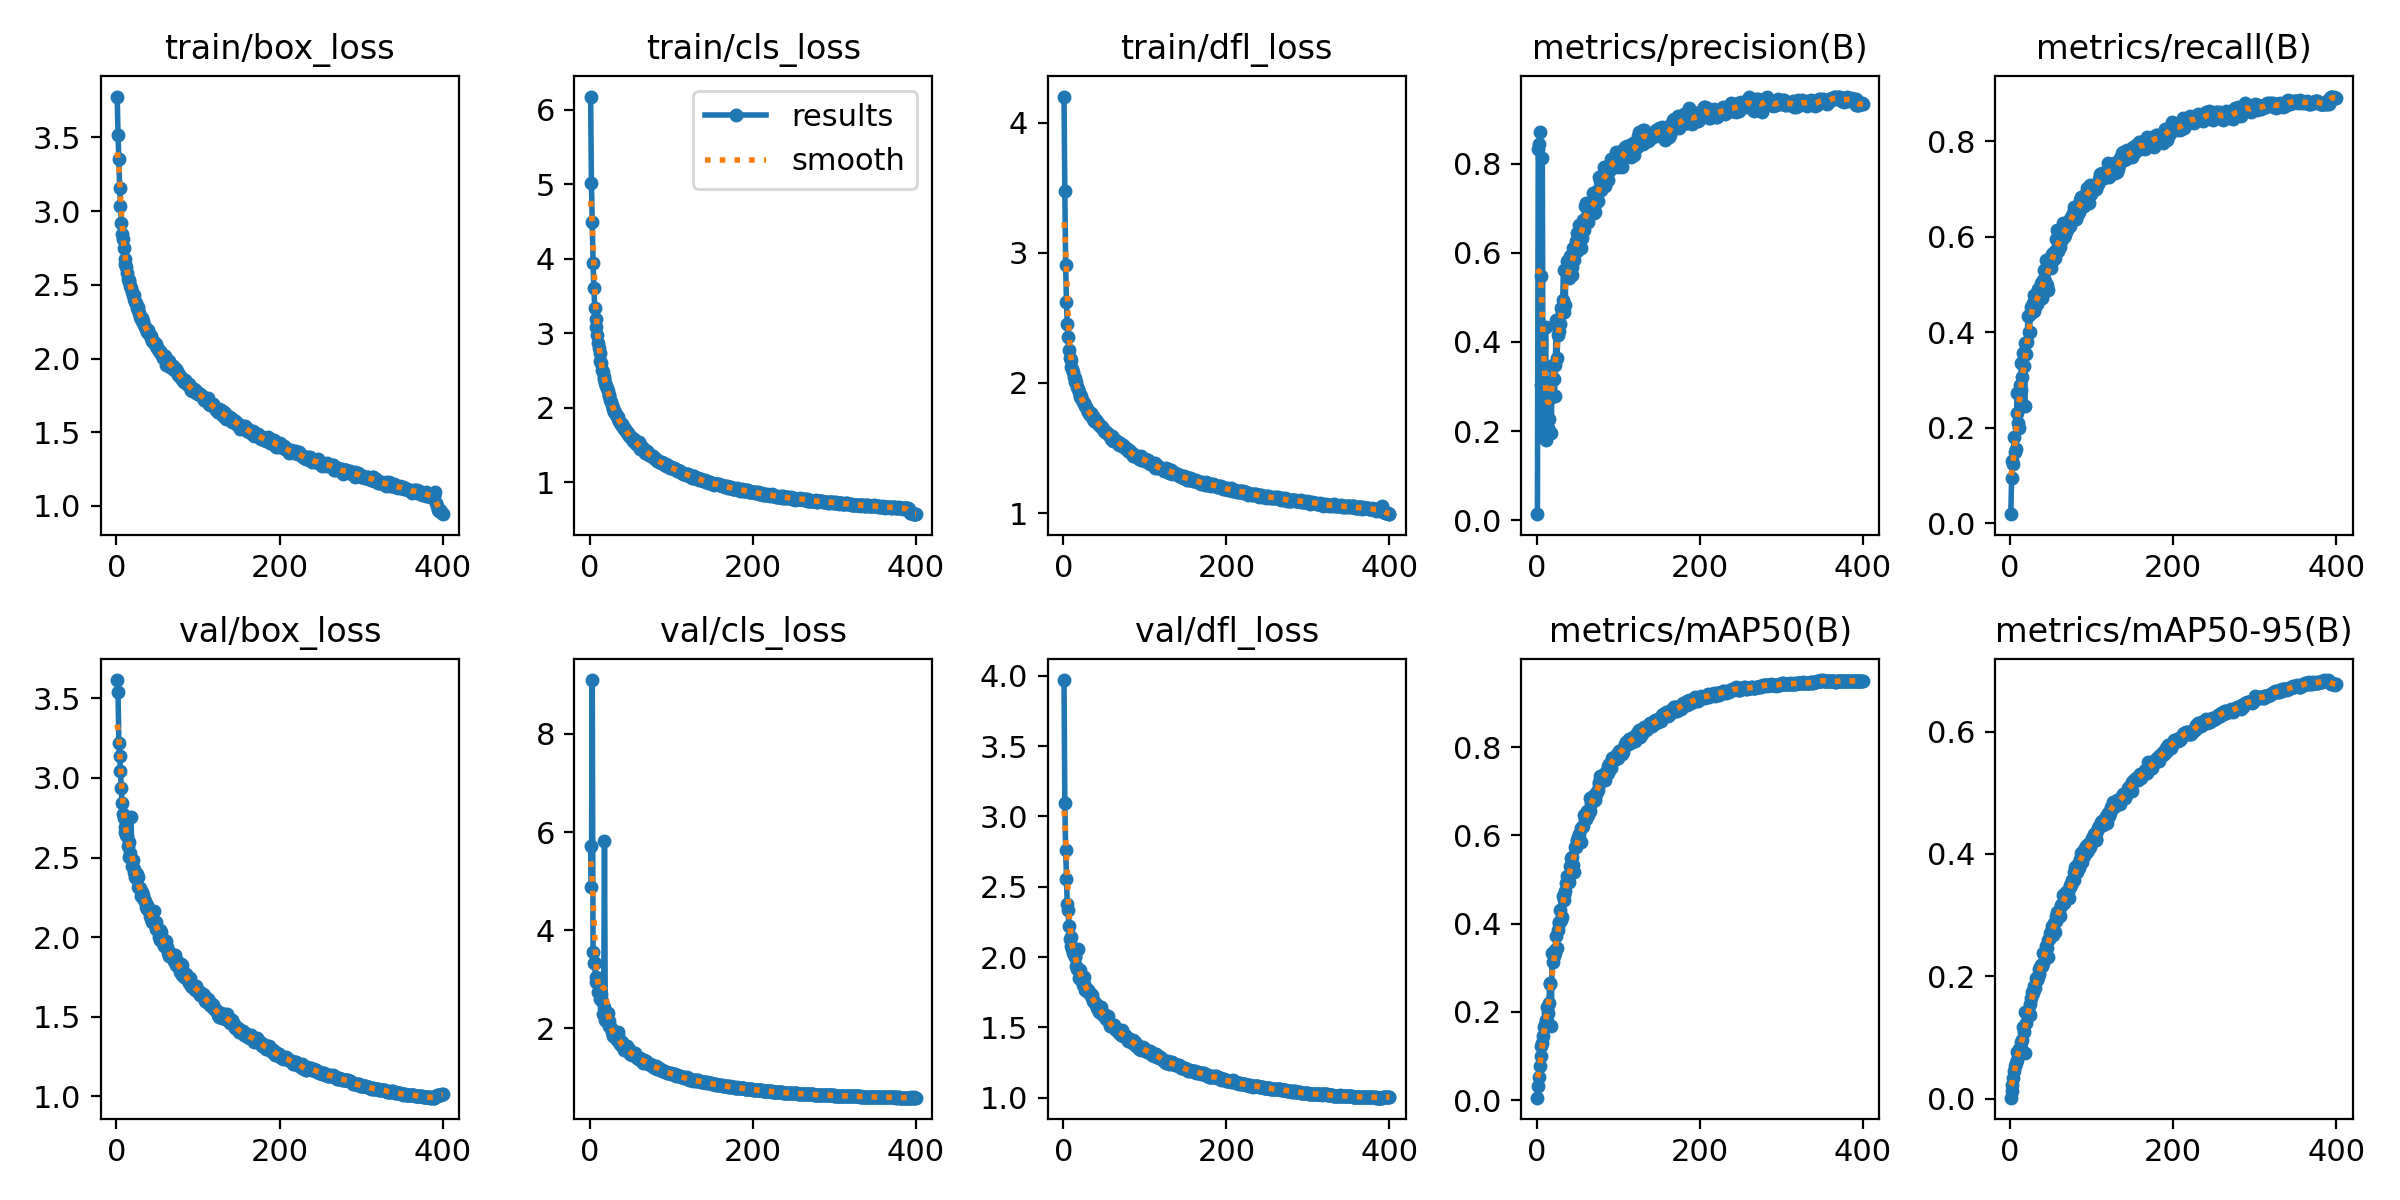 train/box_loss
train/cls_loss
train/dfl_loss
metrics/precision(B)
metrics/recall(B)
3.5
3.0
2.5
2.0
1.5
1.0
0 200 400
6
5
4
3
2
1
results
smooth
0 200 400
4
3
2
1
0 200 400
0.8
0.6
0.4
0.2
0.0
0 200 400
0.8
0.6
0.4
0.2
0.0
0 200 400
val/box_loss
val/cls_loss
val/dfl_loss
metrics/mAP50(B)
metrics/mAP50-95(B)
3.5
3.0
2.5
2.0
1.5
1.0
0 200 400
8
6
4
2
0 200 400
4.0
3.5
3.0
2.5
2.0
1.5
1.0
0 200 400
0.8
0.6
0.4
0.2
0.0
0 200 400
0.6
0.4
0.2
0.0
0 200 400